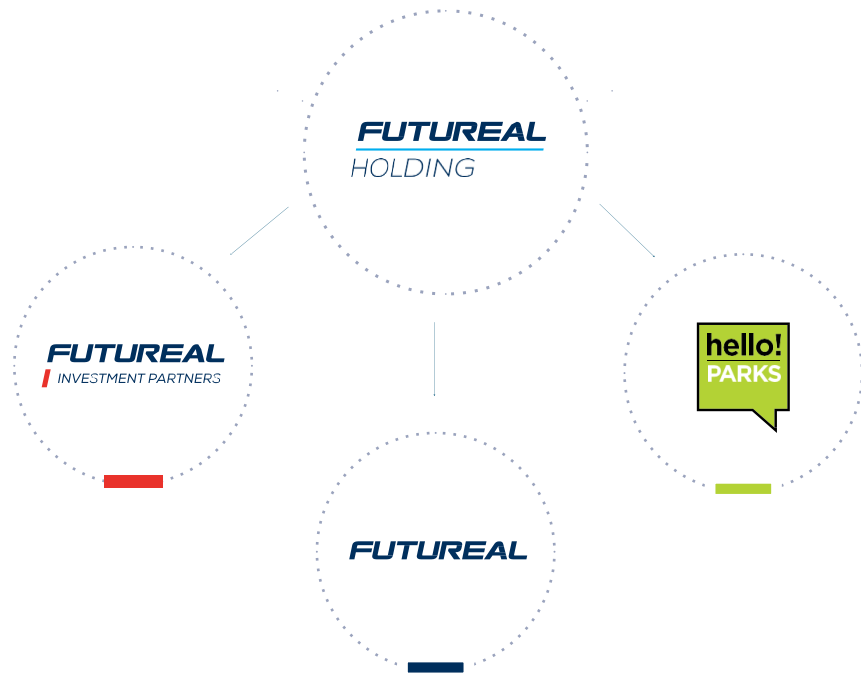 FUTUREAL
HOLDING
FUTUREAL
INVESTMENT PARTNERS
hello!
PARKS
FUTUREAL